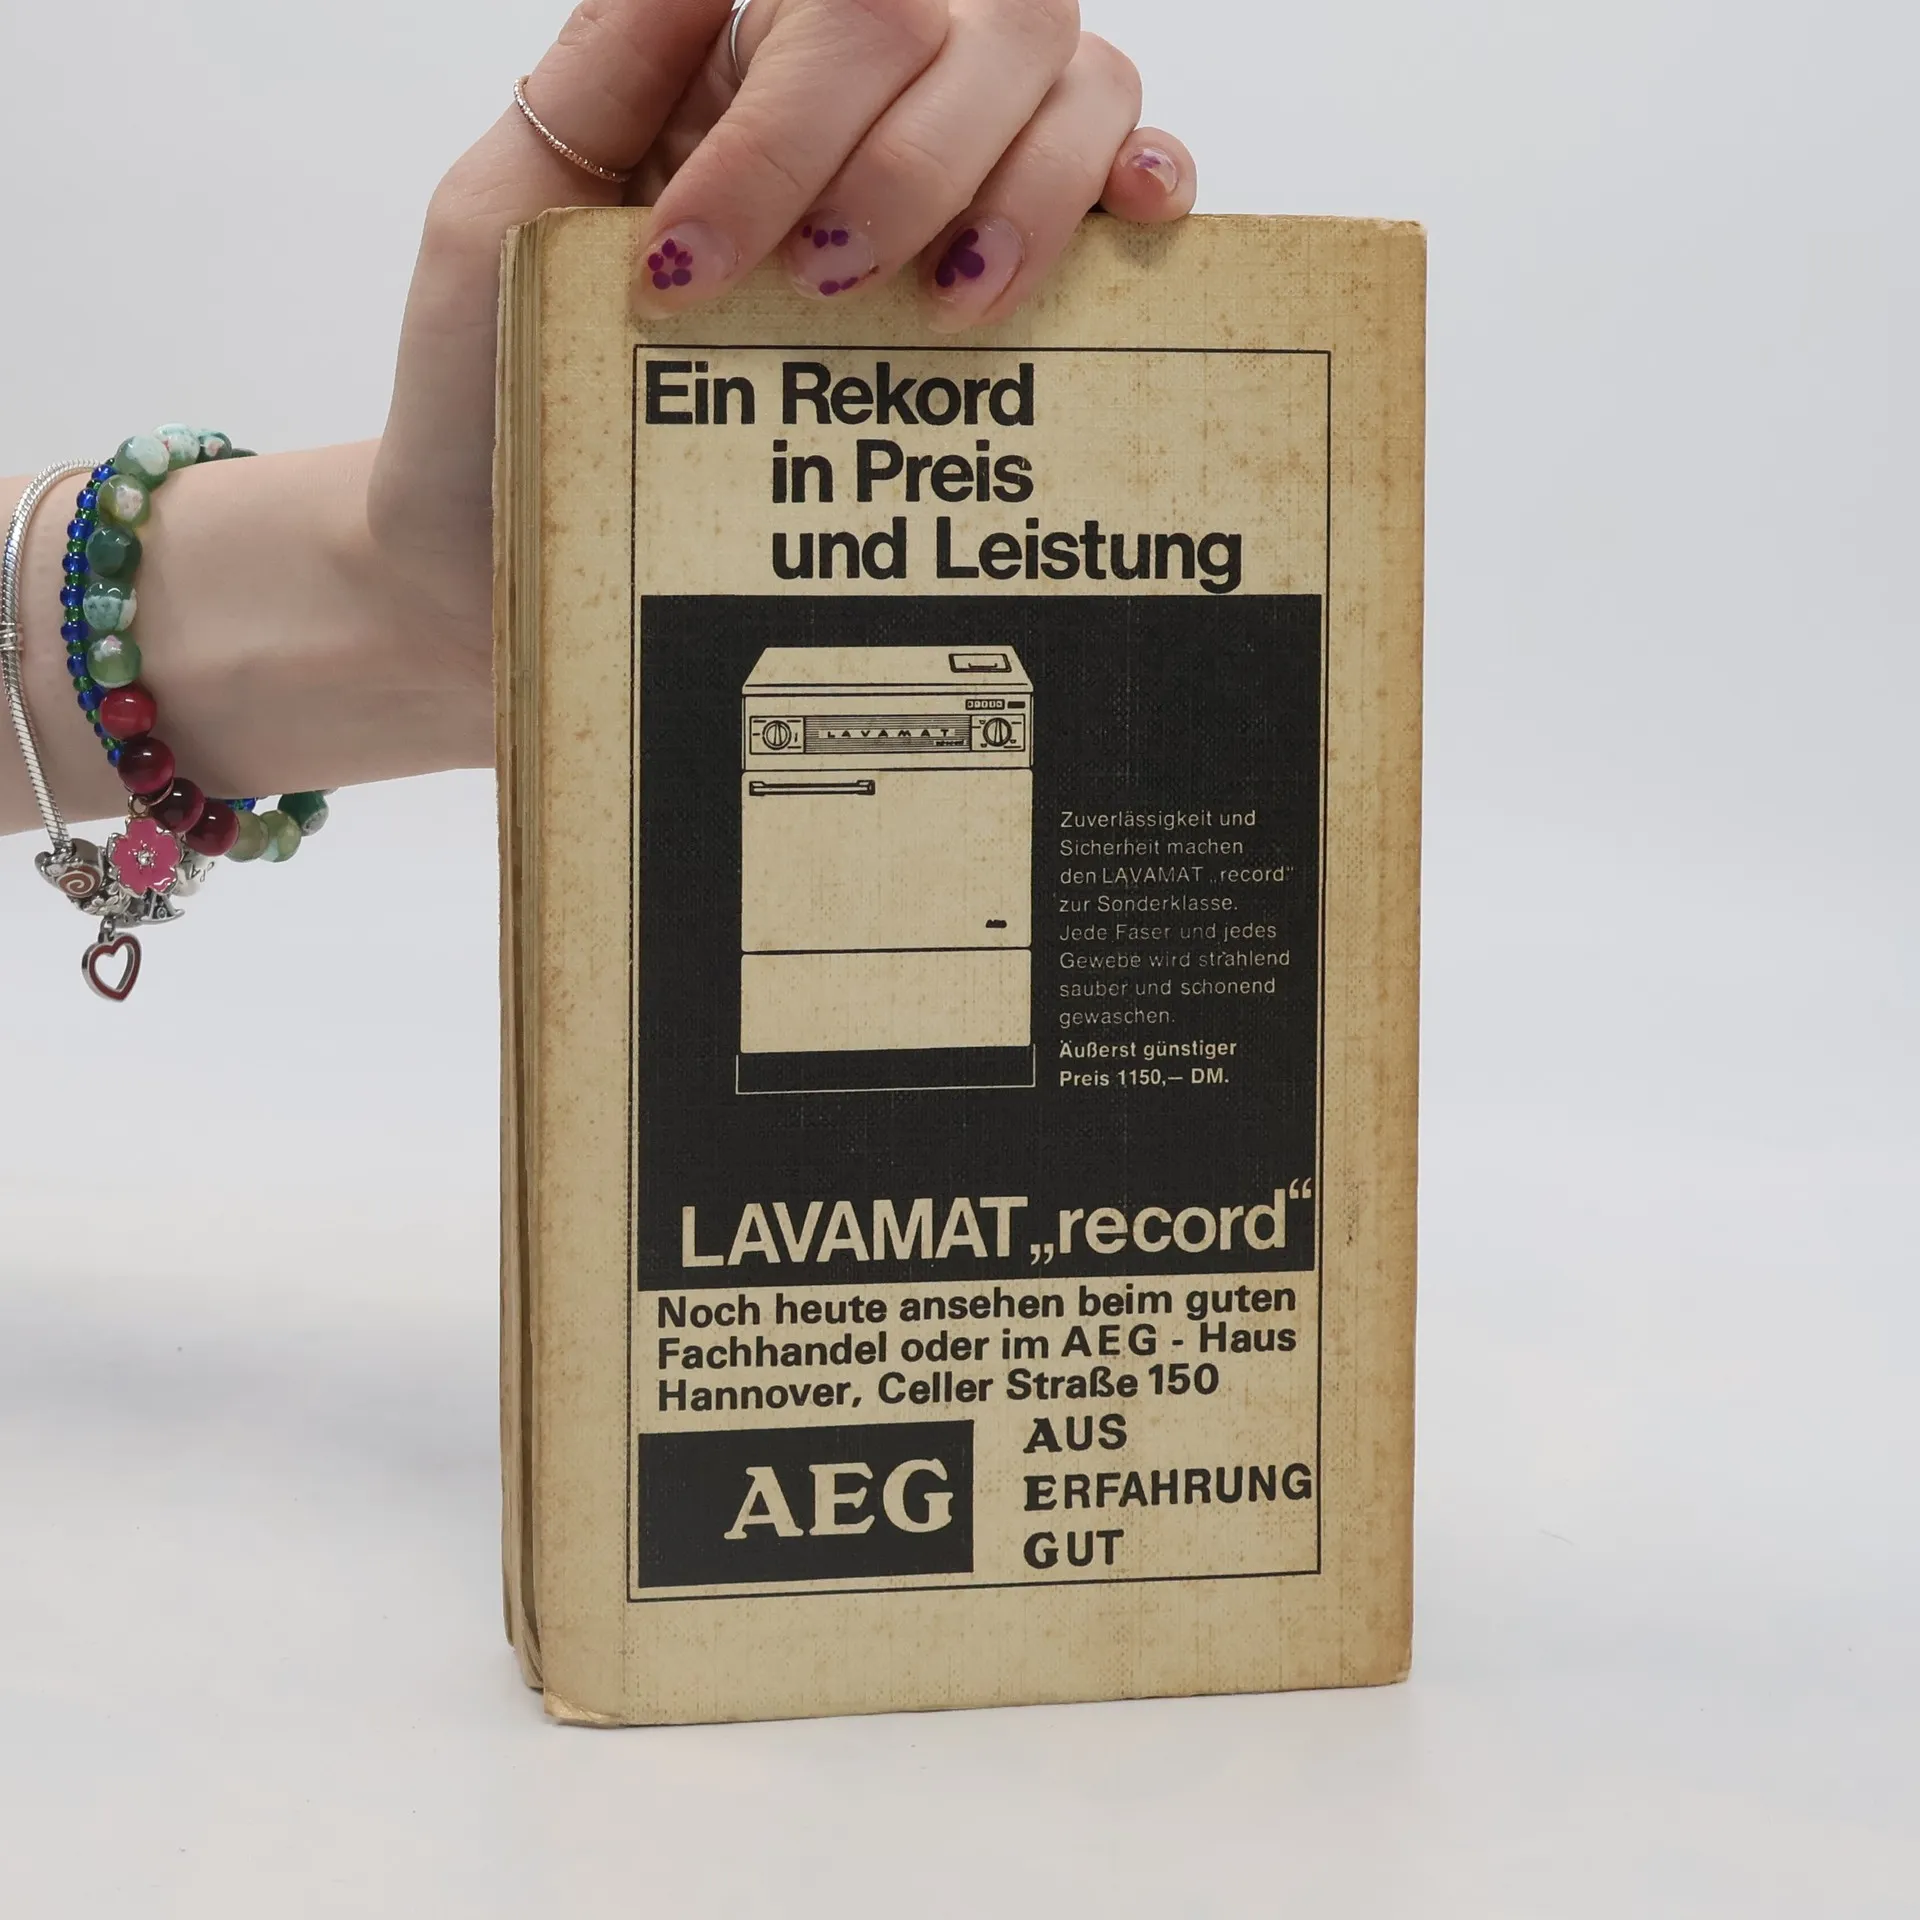 Ein Rekord
in Preis
und Leistung
LAVAMAT
Zuverlässigkeit und
Sicherheit machen
den LAVAMAT „record“
zur Sonderklasse.
Jede Faser und jedes
Gewebe wird strahlend
sauber und schonend
gewaschen.
Äußerst günstiger
Preis 1150,— DM.
LAVAMAT „record“
Noch heute ansehen beim guten
Fachhandel oder im AEG - Haus
Hannover, Celler Straße 150
AEG
AUS
ERFAHRUNG
GUT